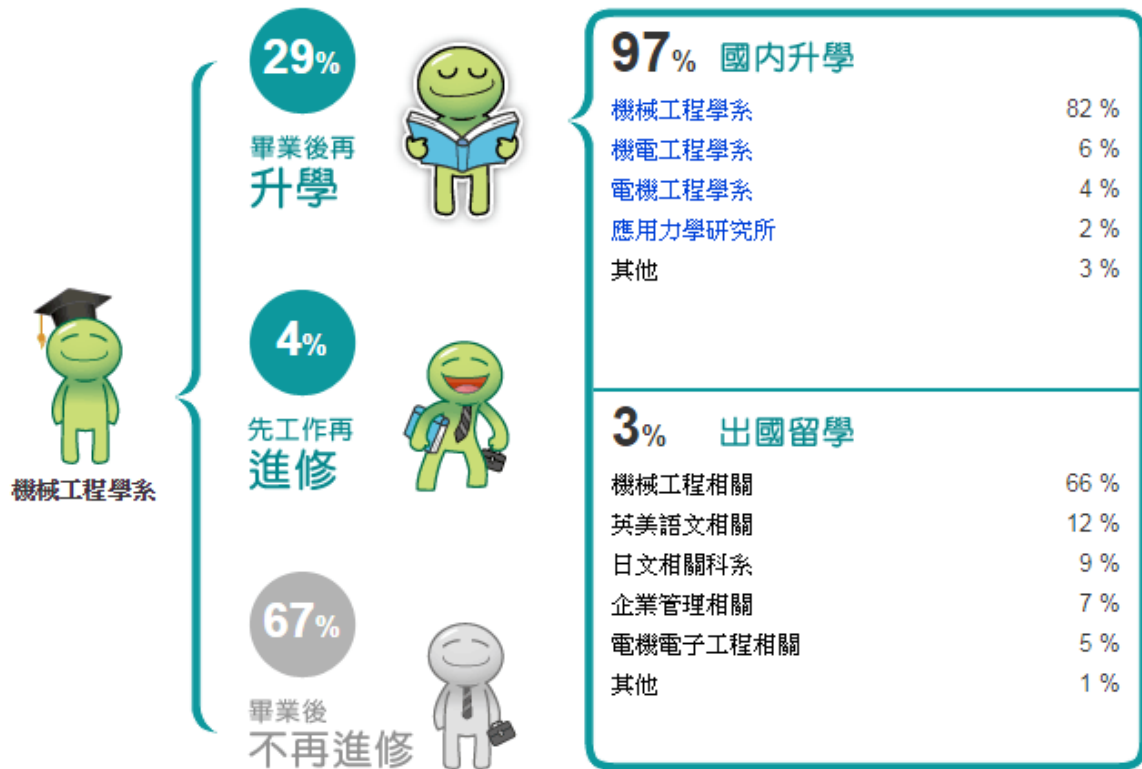 機械工程學系
29%
畢業後再
升學
4%
先工作再
進修
67%
畢業後
不再進修
97% 國內升學
機械工程學系 82 %
機電工程學系 6 %
電機工程學系 4 %
應用力學研究所 2 %
其他 3 %
3% 出國留學
機械工程相關 66 %
英美語文相關 12 %
日文相關科系 9 %
企業管理相關 7 %
電機電子工程相關 5 %
其他 1 %